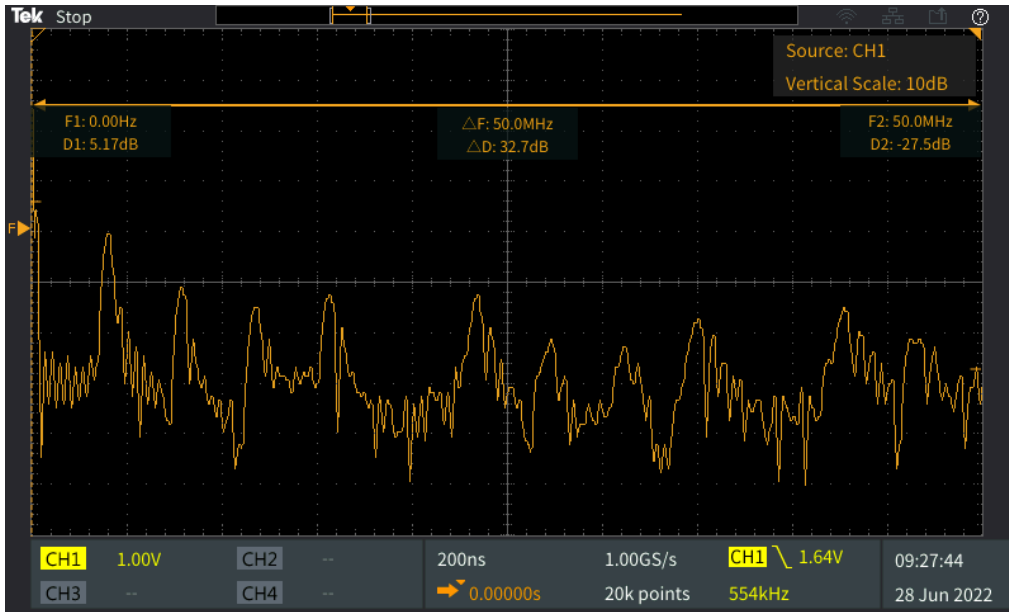 Tek Stop
Source: CH1
Vertical Scale: 10dB
F1: 0.00Hz
D1: 5.17dB
△F: 50.0MHz
△D: 32.7dB
F2: 50.0MHz
D2: -27.5dB
F
CH1 1.00V CH2 -- 200ns 1.00GS/s CH1 1.64V 09:27:44
CH3 -- CH4 -- 0.00000s 20k points 554kHz 28 Jun 2022